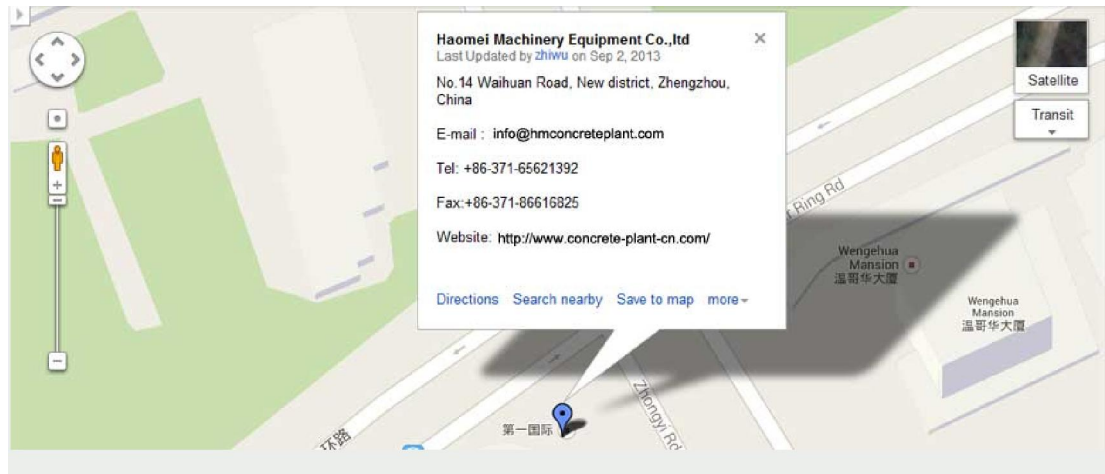 Haomei Machinery Equipment Co.,ltd
Last Updated by zhiwu on Sep 2, 2013
No.14 Waihuan Road, New district, Zhengzhou,
China
E-mail : info@hmconcreteplant.com
Tel: +86-371-65621392
Fax:+86-371-86616825
Website: http://www.concrete-plant-cn.com/
Directions Search nearby Save to map more
Satellite
Transit
Ring Rd
Wengehua
Mansion
温哥华大厦
Wengehua
Mansion
温哥华大厦
Zhongyi Rd
第一国际
环路